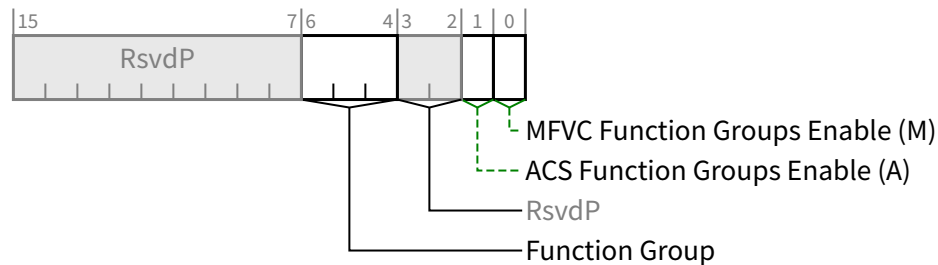 15 7 6 4 3 2 1 0
RsvdP
MFVC Function Groups Enable (M)
ACS Function Groups Enable (A)
RsvdP
Function Group